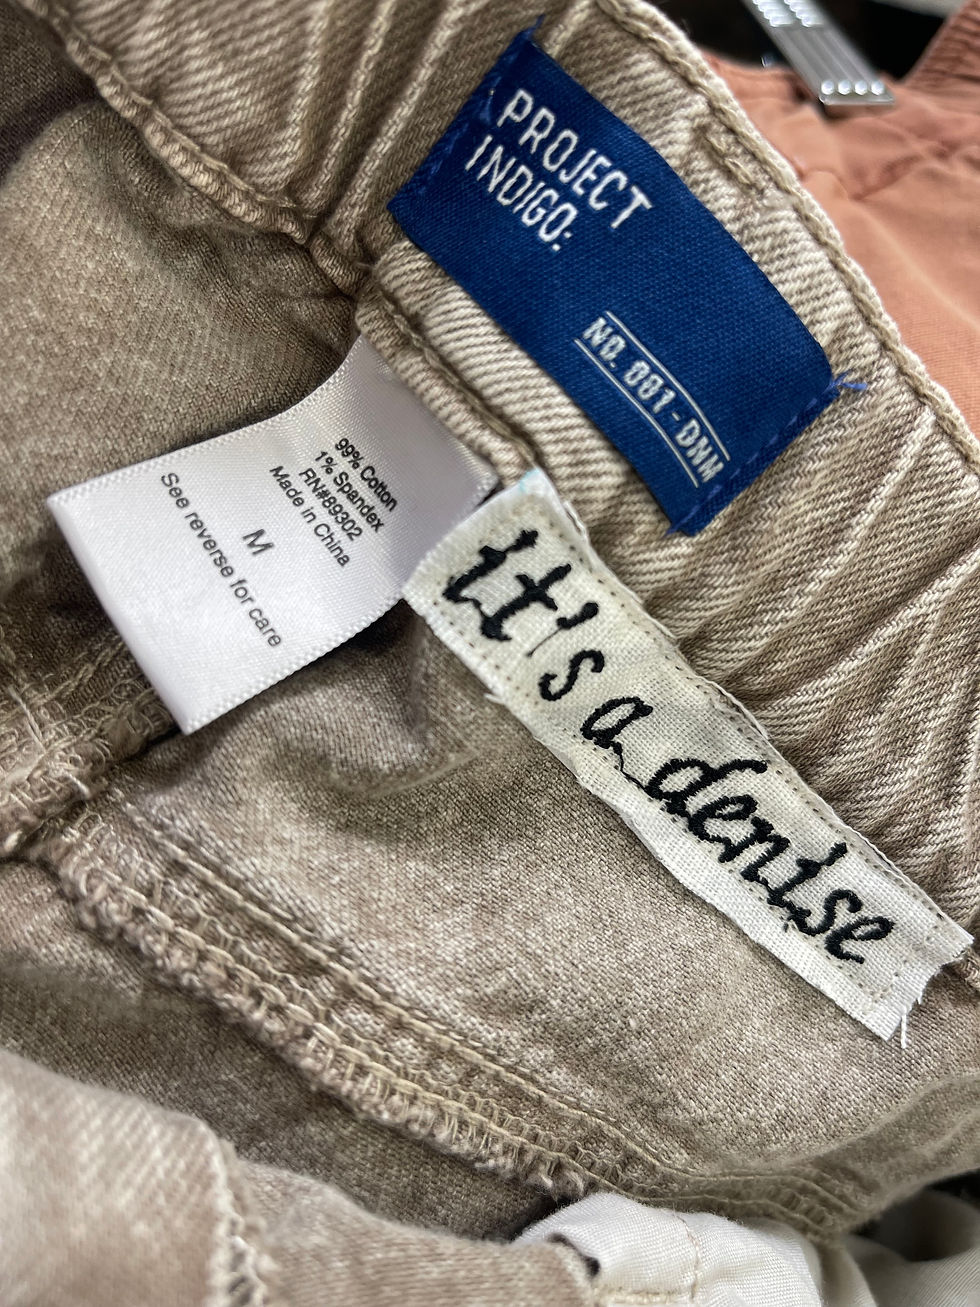 PROJECT
INDIGO:
NO. 001-DNM
99% Cotton
1% Spandex
RN#89302
Made in China
M
See reverse for care
it's a denise